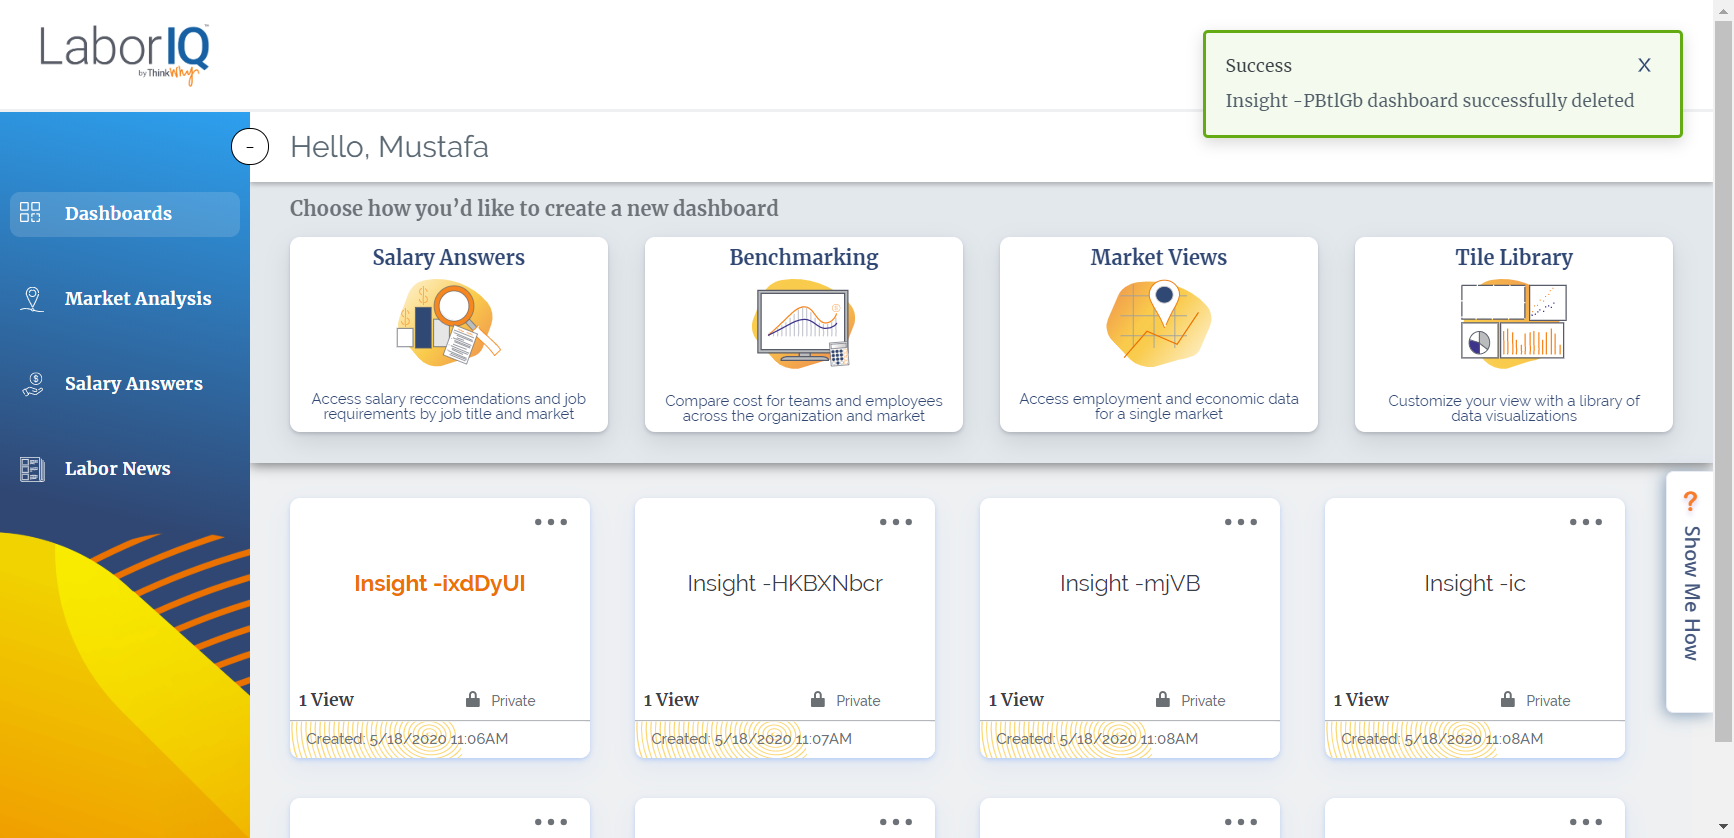 LaborIQ
by ThinkWhy
Success
X
Insight -PBtlGb dashboard successfully deleted
-
Hello, Mustafa
Dashboards
Market Analysis
Salary Answers
Labor News
Choose how you’d like to create a new dashboard
Salary Answers
Access salary reccomendations and job
requirements by job title and market
Benchmarking
Compare cost for teams and employees
across the organization and market
Market Views
Access employment and economic data
for a single market
Tile Library
Customize your view with a library of
data visualizations
Insight -ixdDyUI
1 View
Private
Created: 5/18/2020 11:06AM
Insight -HKBXNbcr
1 View
Private
Created: 5/18/2020 11:07AM
Insight -mjVB
1 View
Private
Created: 5/18/2020 11:08AM
Insight -ic
1 View
Private
Created: 5/18/2020 11:08AM
? Show Me How